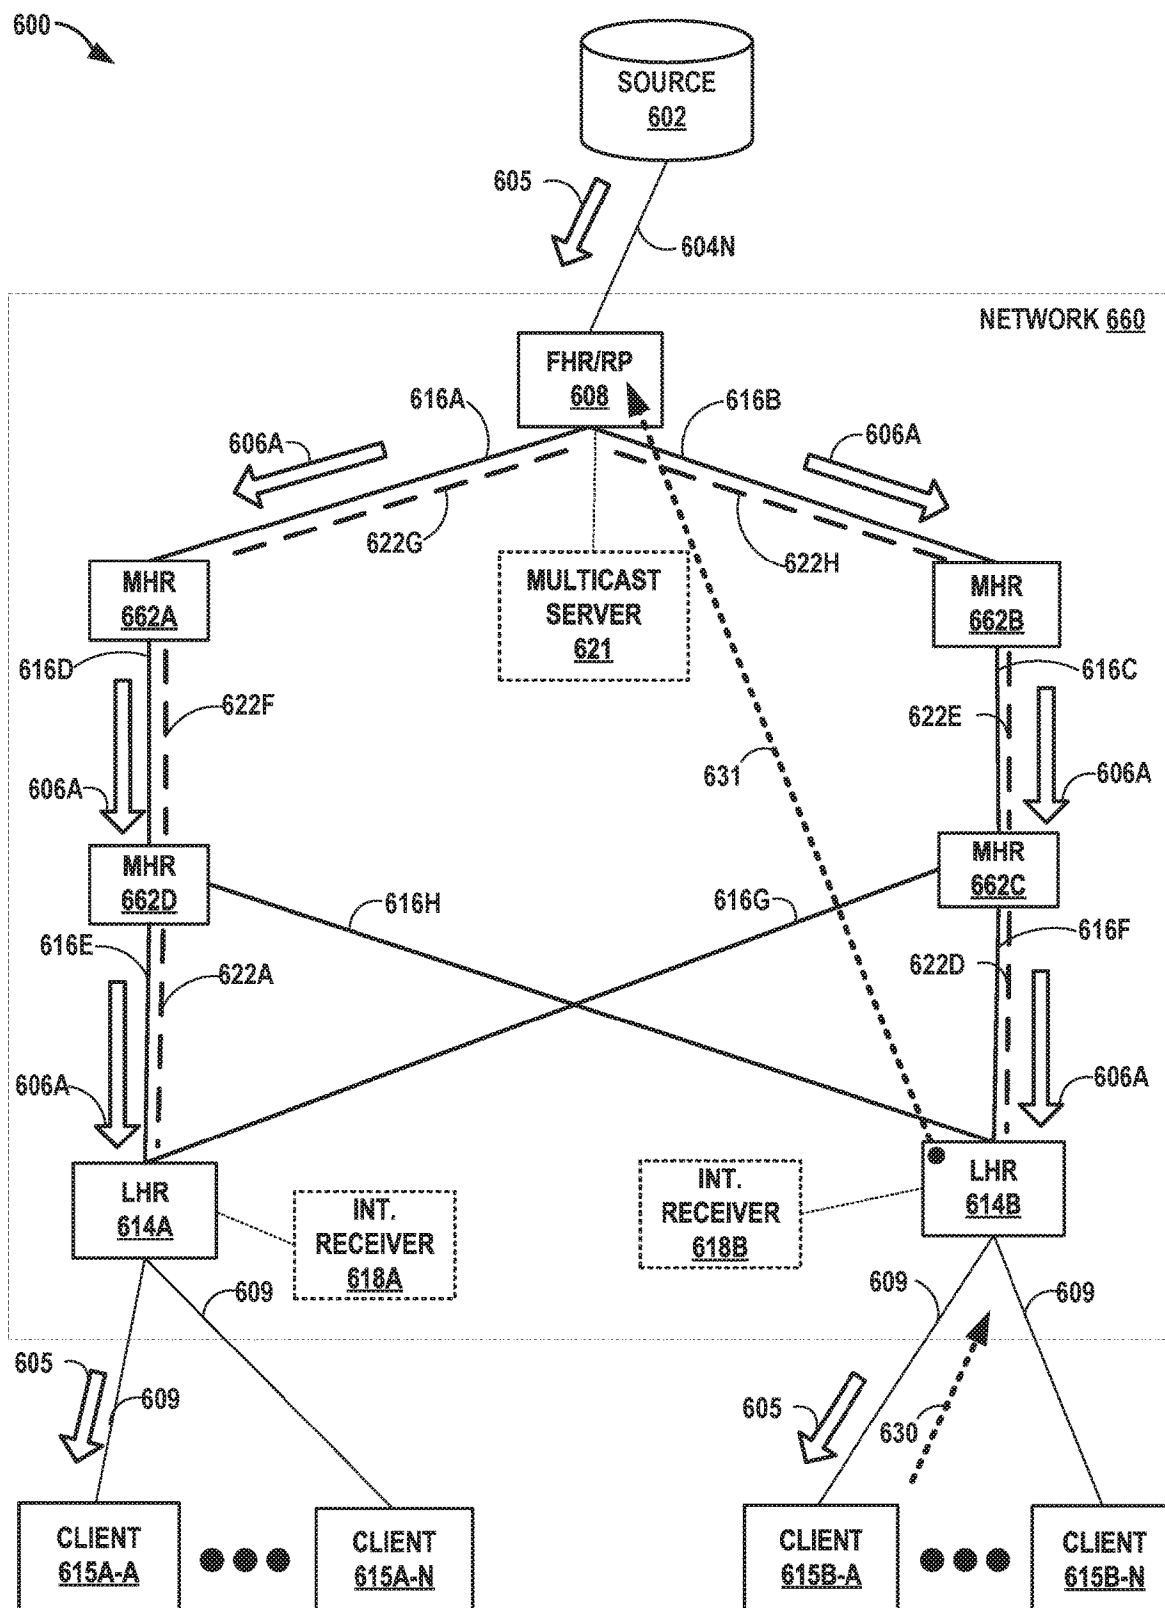 600
SOURCE
602
605
604N
NETWORK 660
FHR/RP
608
616A
616B
606A
606A
622G
622H
MULTICAST
SERVER
621
MHR
662A
MHR
662B
616D
616C
622F
622E
631
606A
606A
MHR
662D
MHR
662C
616H
616G
616E
616F
622A
622D
606A
606A
LHR
614A
INT.
RECEIVER
618A
INT.
RECEIVER
618B
LHR
614B
609
609
609
605
609
605
630
CLIENT
615A-A
CLIENT
615A-N
CLIENT
615B-A
CLIENT
615B-N